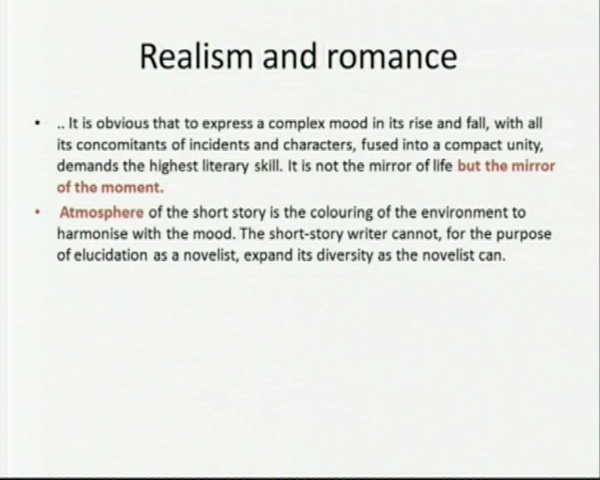 Realism and romance
• .. It is obvious that to express a complex mood in its rise and fall, with all
its concomitants of incidents and characters, fused into a compact unity,
demands the highest literary skill. It is not the mirror of life but the mirror
of the moment.
• Atmosphere of the short story is the colouring of the environment to
harmonise with the mood. The short-story writer cannot, for the purpose
of elucidation as a novelist, expand its diversity as the novelist can.